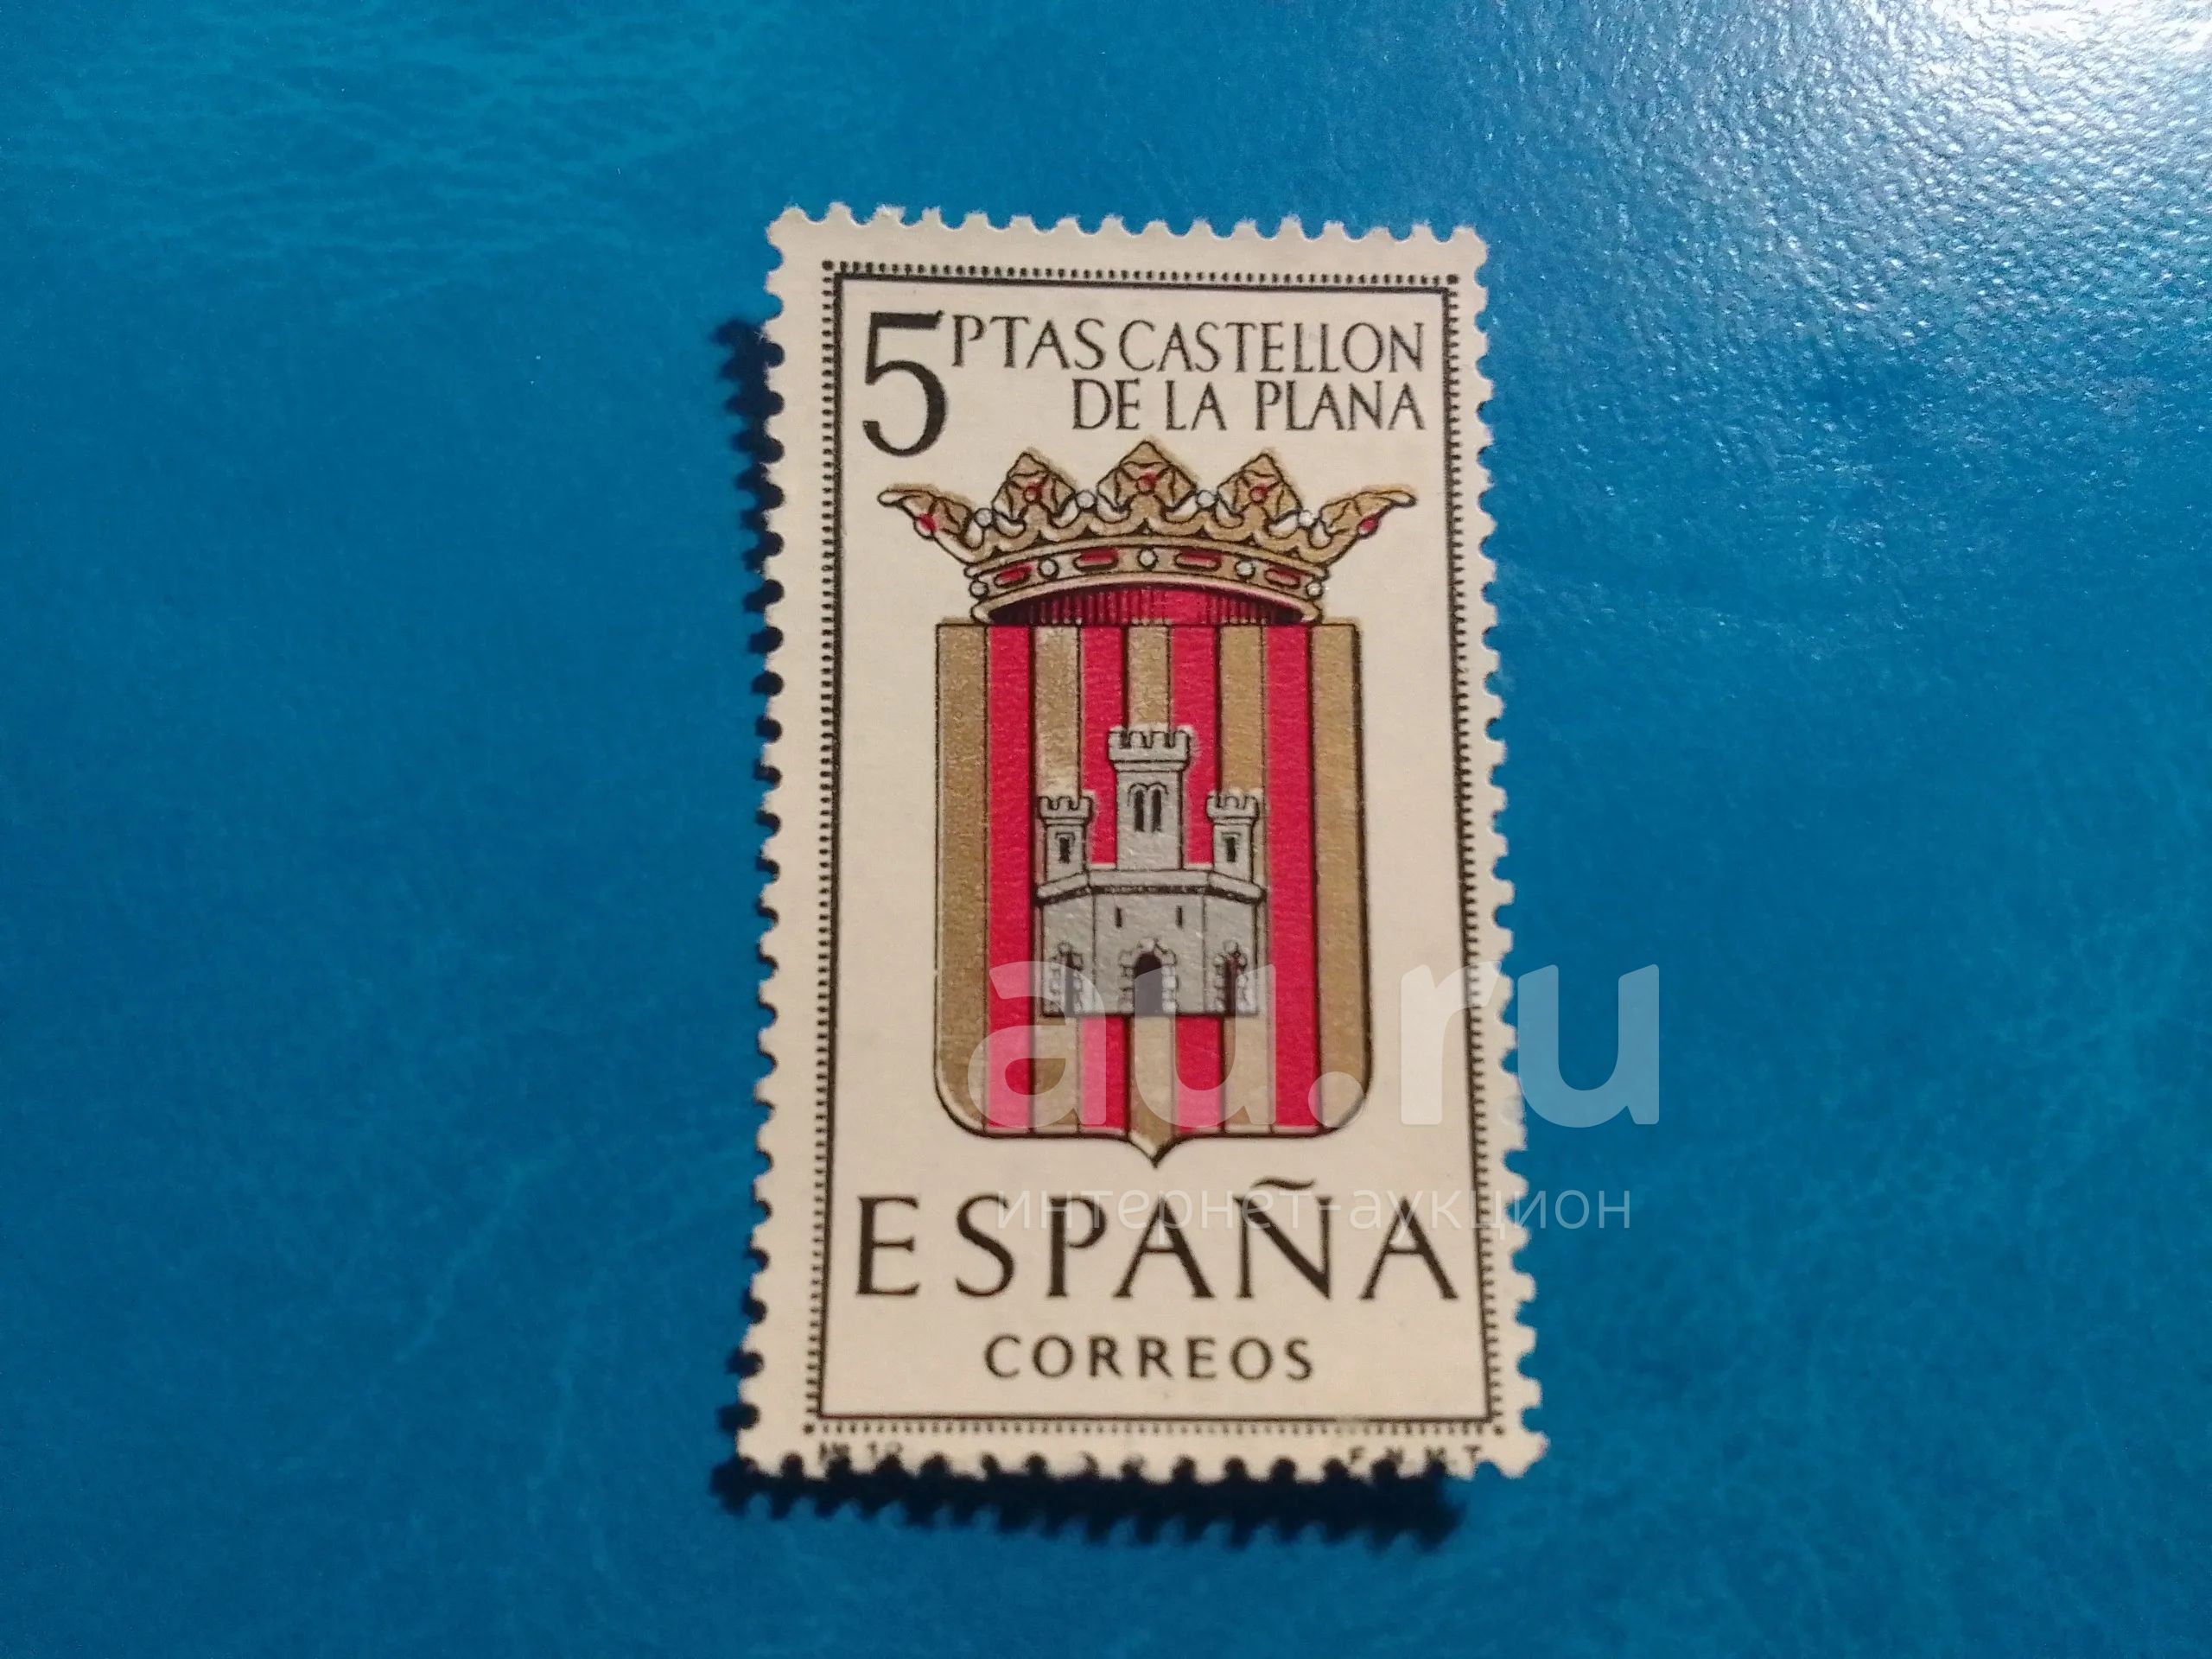 5 PTAS CASTELLON
DE LA PLANA
au.ru
интернет-аукцион
ESPAÑA
CORREOS
F.N.M.T.